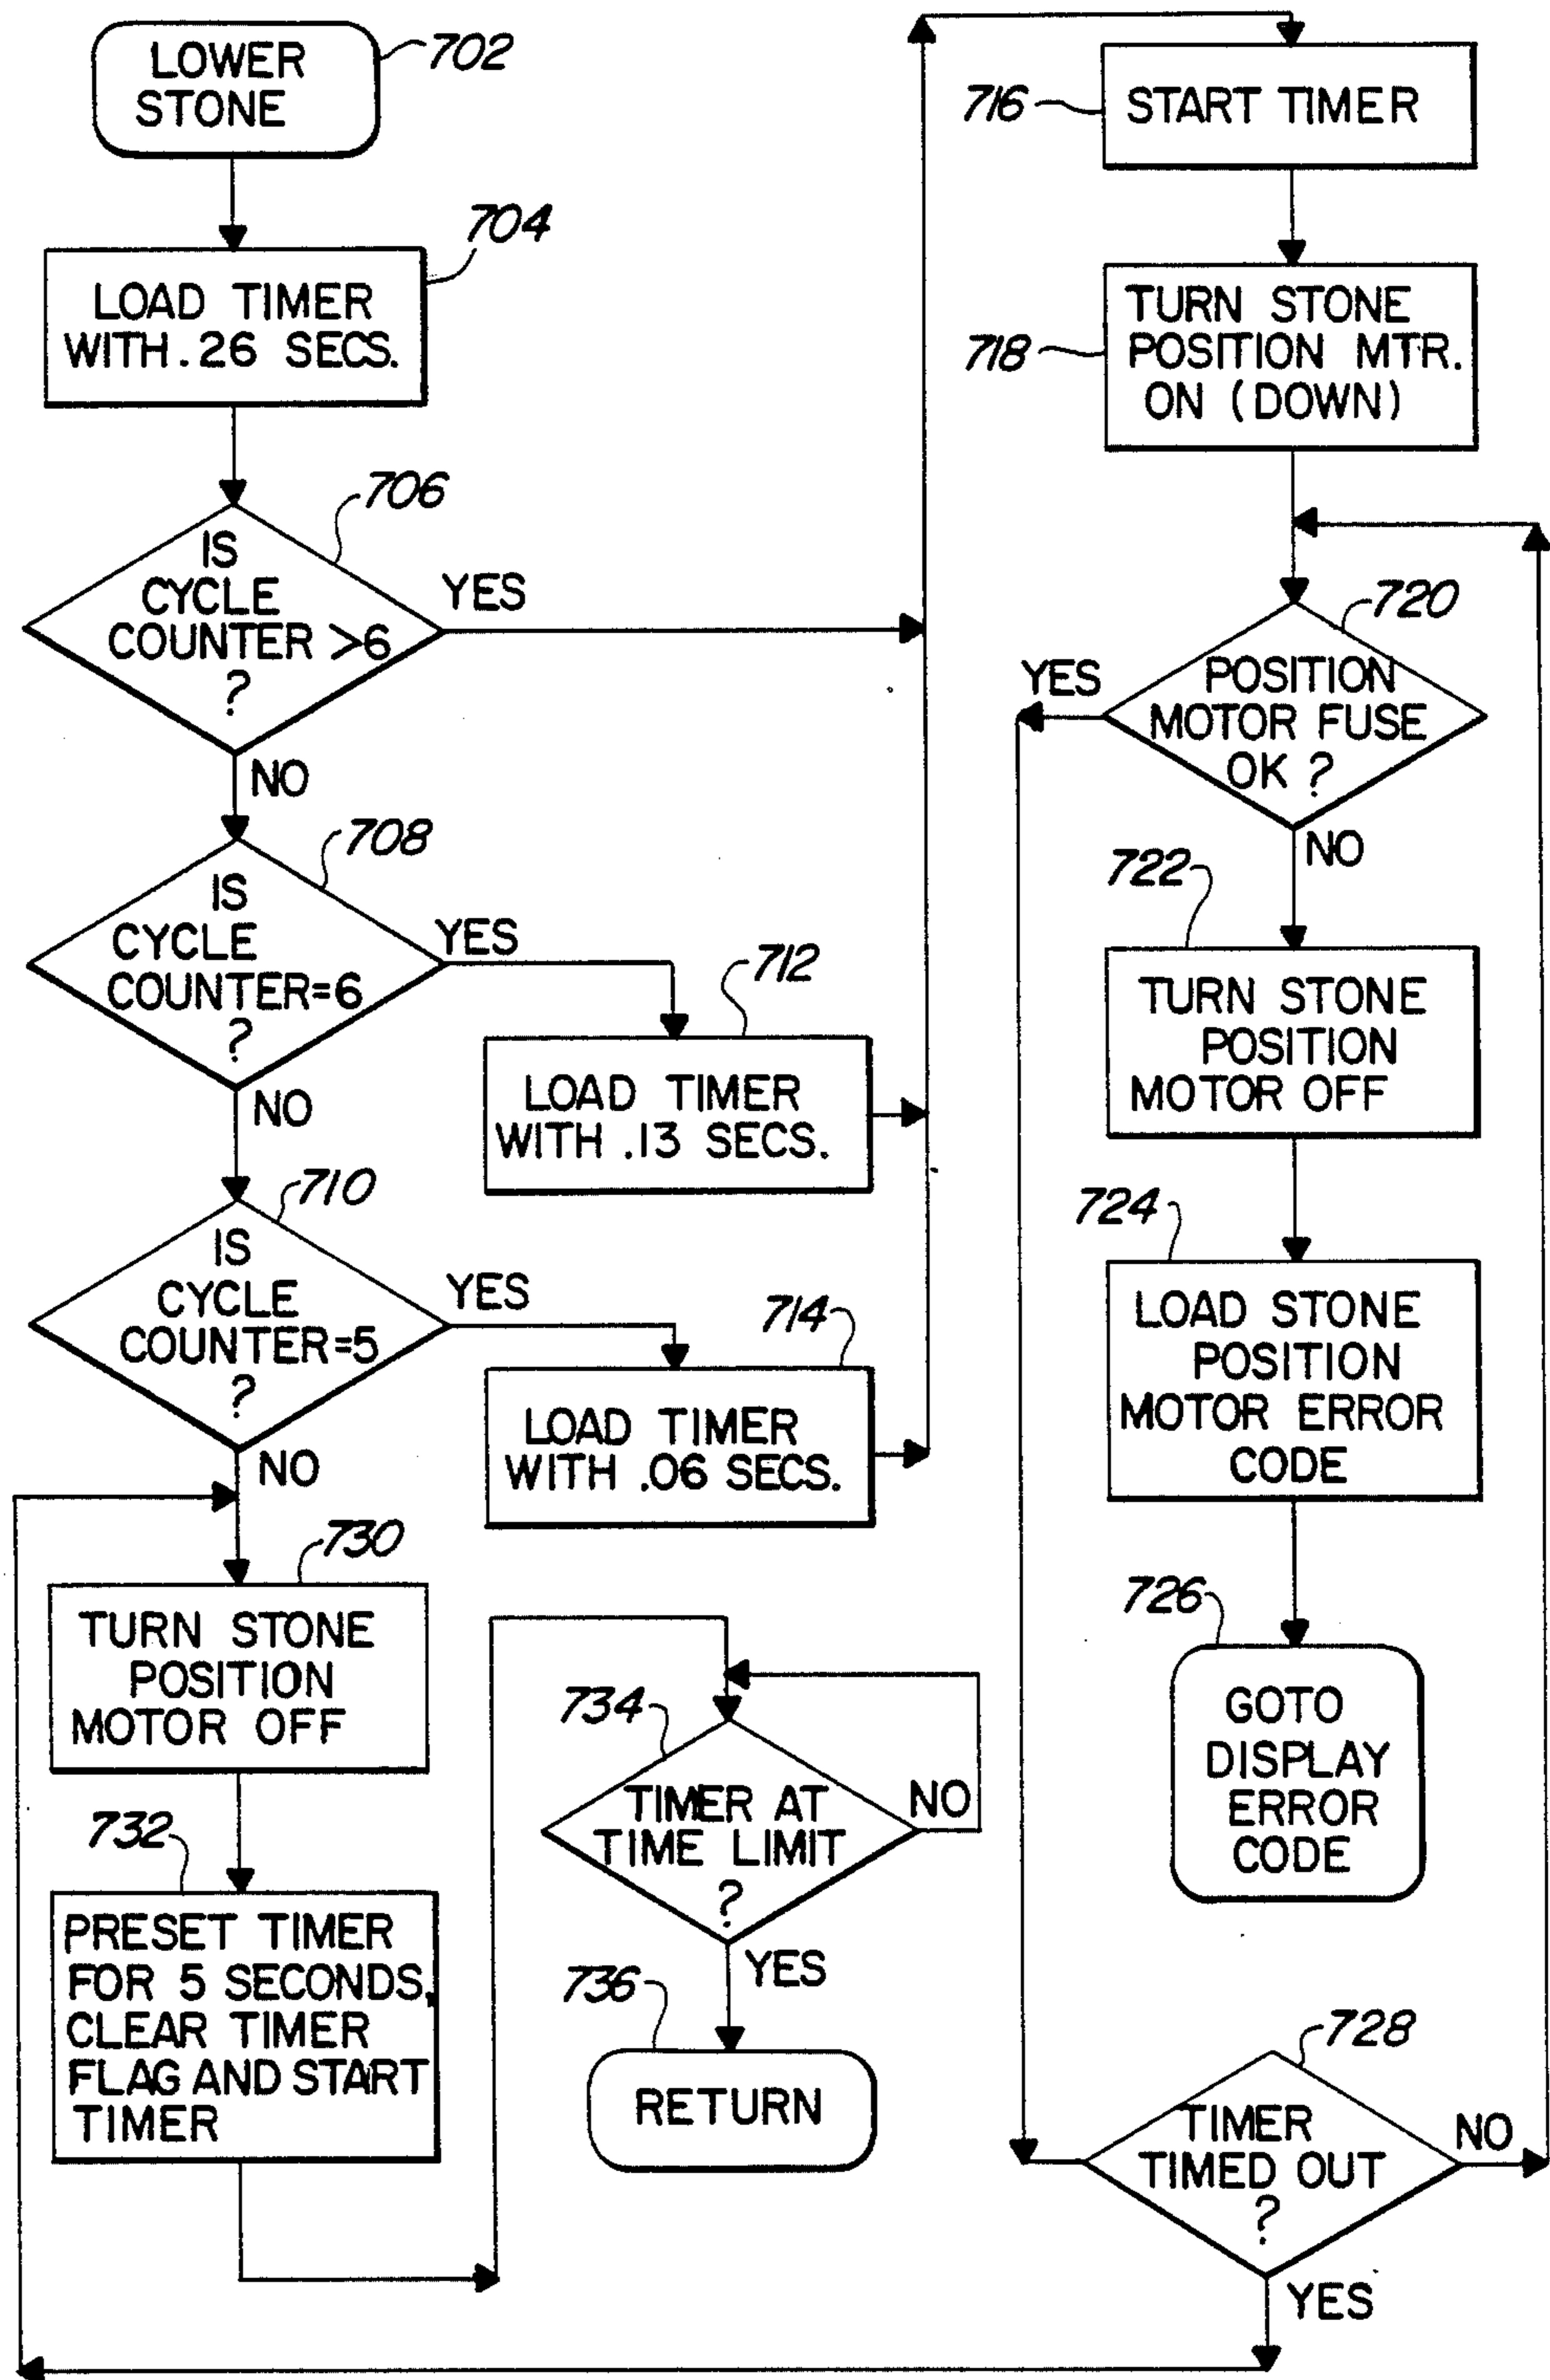 LOWER
STONE
702
704
LOAD TIMER
WITH .26 SECS.
706
IS
CYCLE
COUNTER >6
?
YES
NO
708
IS
CYCLE
COUNTER=6
?
YES
NO
712
LOAD TIMER
WITH .13 SECS.
710
IS
CYCLE
COUNTER=5
?
YES
NO
714
LOAD TIMER
WITH .06 SECS.
730
TURN STONE
POSITION
MOTOR OFF
732
PRESET TIMER
FOR 5 SECONDS,
CLEAR TIMER
FLAG AND START
TIMER
734
TIMER AT
TIME LIMIT
?
NO
YES
736
RETURN
716
START TIMER
718
TURN STONE
POSITION MTR.
ON (DOWN)
720
POSITION
MOTOR FUSE
OK ?
YES
NO
722
TURN STONE
POSITION
MOTOR OFF
724
LOAD STONE
POSITION
MOTOR ERROR
CODE
726
GOTO
DISPLAY
ERROR
CODE
728
TIMER
TIMED OUT
?
NO
YES